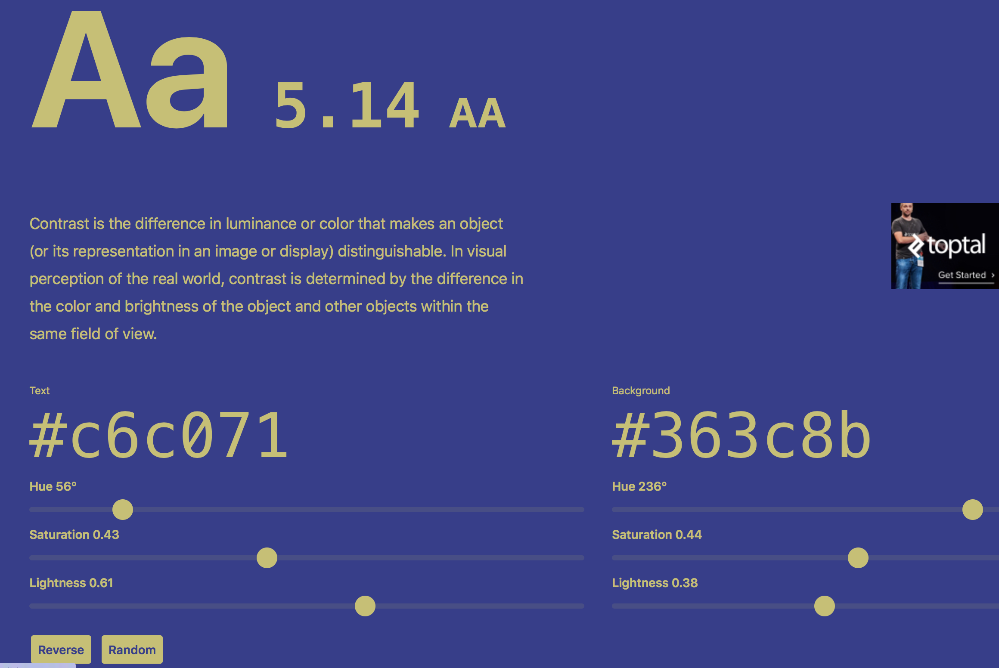 Aa 5.14 AA
Contrast is the difference in luminance or color that makes an object
(or its representation in an image or display) distinguishable. In visual
perception of the real world, contrast is determined by the difference in
the color and brightness of the object and other objects within the
same field of view.
toptal
Get Started ›
Text
#c6c071
Hue 56°
Saturation 0.43
Lightness 0.61
Background
#363c8b
Hue 236°
Saturation 0.44
Lightness 0.38
Reverse
Random